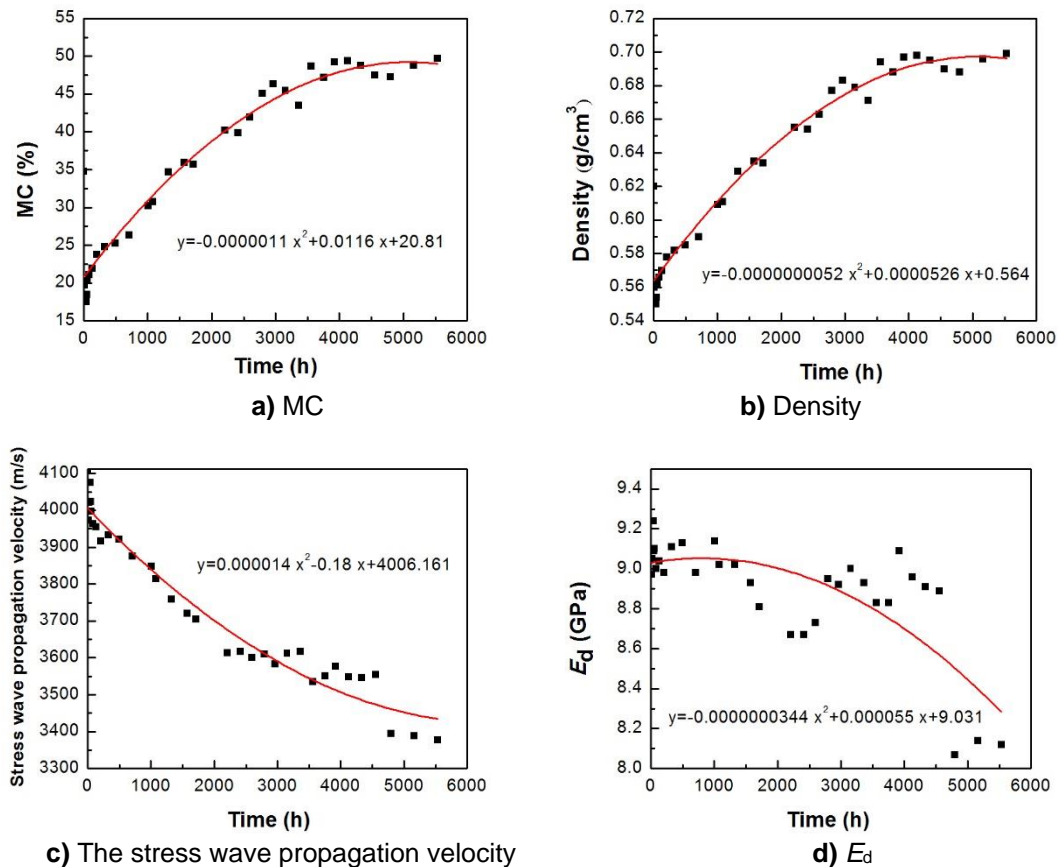 55
50
45
40
35
30
25
20
15
MC (%)
y=-0.0000011 x²+0.0116 x+20.81
0 1000 2000 3000 4000 5000 6000
Time (h)
a) MC
0.72
0.70
0.68
0.66
0.64
0.62
0.60
0.58
0.56
0.54
Density (g/cm³)
y=-0.0000000052 x²+0.0000526 x+0.564
0 1000 2000 3000 4000 5000 6000
Time (h)
b) Density
4100
4000
3900
3800
3700
3600
3500
3400
3300
Stress wave propagation velocity (m/s)
y=0.000014 x²-0.18 x+4006.161
0 1000 2000 3000 4000 5000 6000
Time (h)
c) The stress wave propagation velocity
9.4
9.2
9.0
8.8
8.6
8.4
8.2
8.0
Ed (GPa)
y=-0.0000000344 x²+0.000055 x+9.031
0 1000 2000 3000 4000 5000 6000
Time (h)
d) Ed